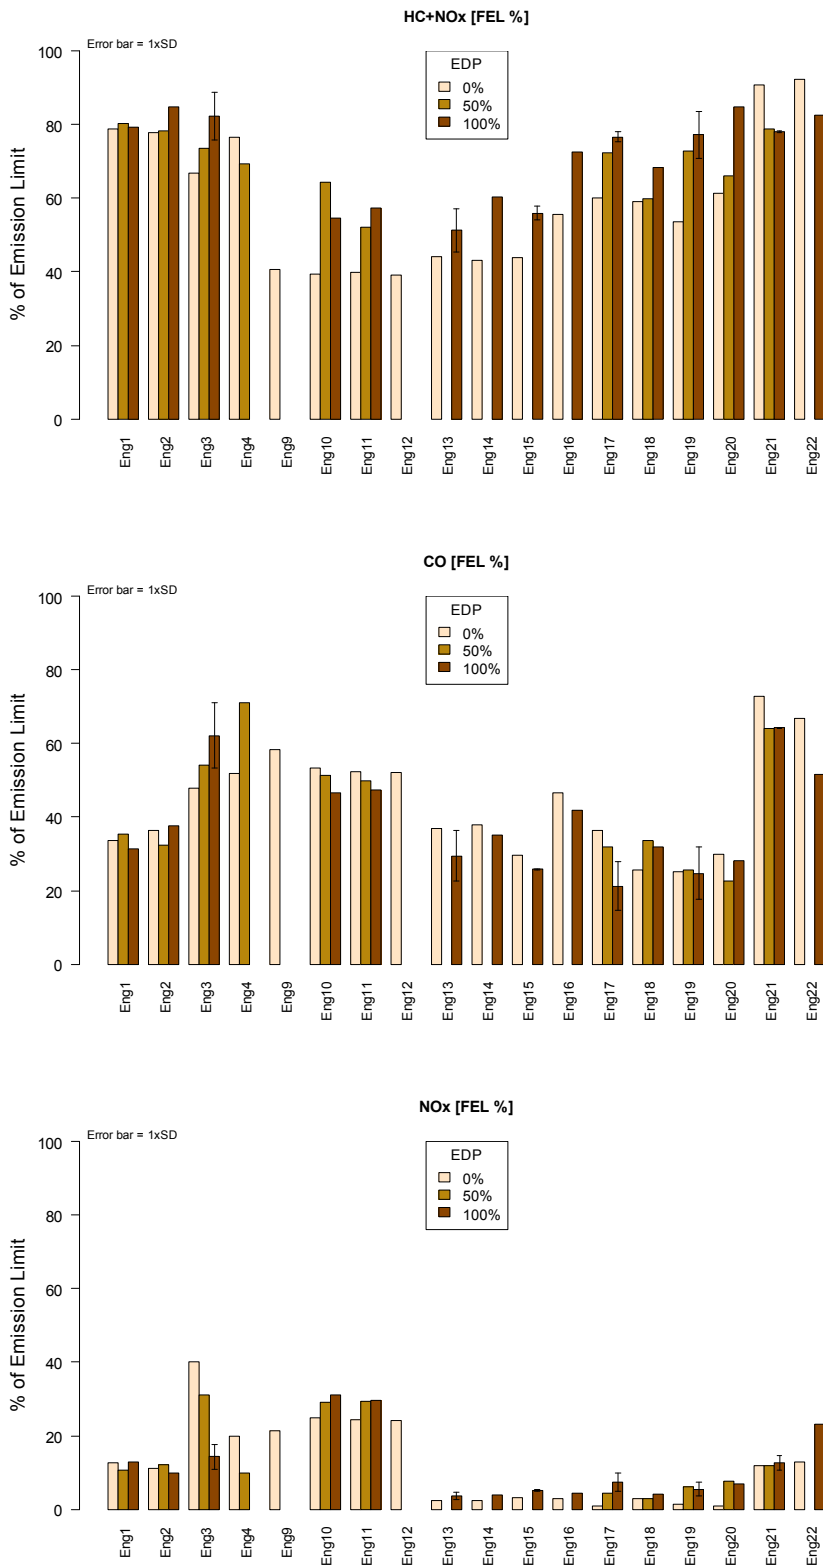 HC+NOx [FEL %]
Error bar = 1xSD
EDP
0%
50%
100%
% of Emission Limit
100
80
60
40
20
0
Eng1 Eng2 Eng3 Eng4 Eng9 Eng10 Eng11 Eng12 Eng13 Eng14 Eng15 Eng16 Eng17 Eng18 Eng19 Eng20 Eng21 Eng22
CO [FEL %]
Error bar = 1xSD
EDP
0%
50%
100%
% of Emission Limit
100
80
60
40
20
0
Eng1 Eng2 Eng3 Eng4 Eng9 Eng10 Eng11 Eng12 Eng13 Eng14 Eng15 Eng16 Eng17 Eng18 Eng19 Eng20 Eng21 Eng22
NOx [FEL %]
Error bar = 1xSD
EDP
0%
50%
100%
% of Emission Limit
100
80
60
40
20
0
Eng1 Eng2 Eng3 Eng4 Eng9 Eng10 Eng11 Eng12 Eng13 Eng14 Eng15 Eng16 Eng17 Eng18 Eng19 Eng20 Eng21 Eng22